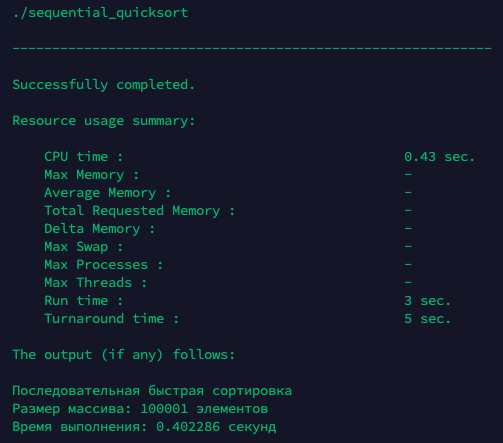 ./sequential_quicksort
------------------------------------------------------------
Successfully completed.
Resource usage summary:
CPU time : 0.43 sec.
Max Memory : -
Average Memory : -
Total Requested Memory : -
Delta Memory : -
Max Swap : -
Max Processes : -
Max Threads : -
Run time : 3 sec.
Turnaround time : 5 sec.
The output (if any) follows:
Последовательная быстрая сортировка
Размер массива: 100001 элементов
Время выполнения: 0.402286 секунд